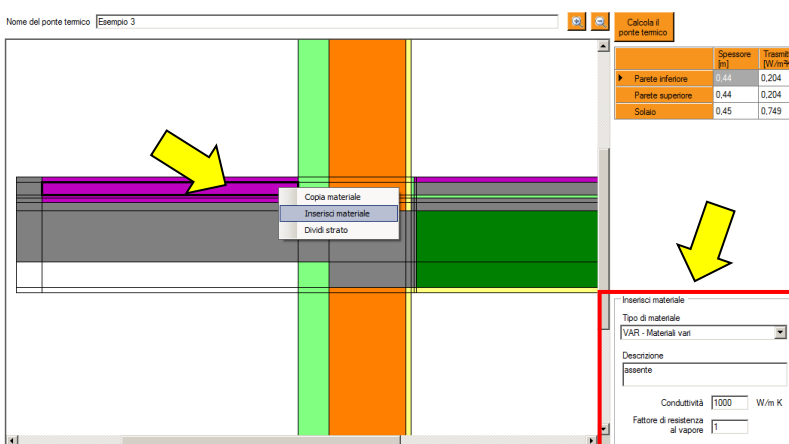 Nome del ponte termico Esempio 3
Calcola il
ponte termico
Spessore
[m]
Parete inferiore 0,44 0,204
Parete superiore 0,44 0,204
Solaio 0,45 0,749
Copia materiale
Inserisci materiale
Dividi strato
Inserisci materiale
Tipo di materiale
VAR - Materiali vari
Descrizione
assente
Conduttività 1000 W/m K
Fattore di resistenza
al vapore 1